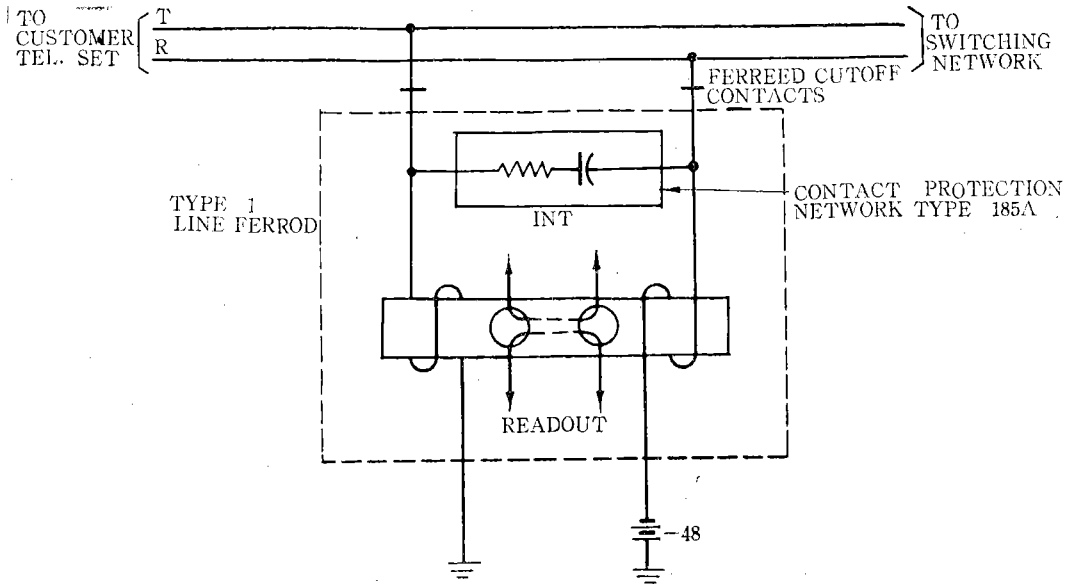 TO
CUSTOMER
TEL. SET
T
R
TO
SWITCHING
NETWORK
FERREED CUTOFF
CONTACTS
TYPE 1
LINE FERROD
INT
CONTACT PROTECTION
NETWORK TYPE 185A
READOUT
-48